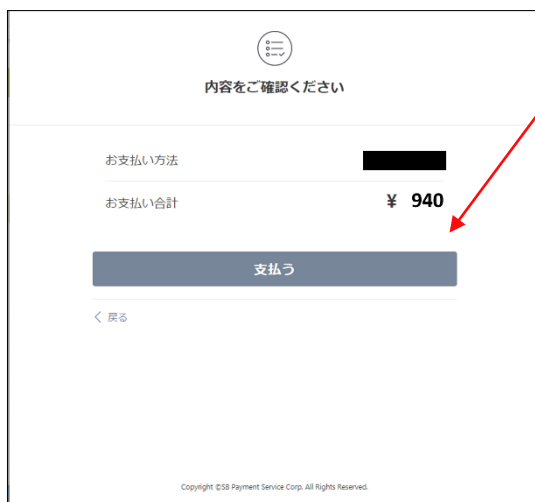 内容をご確認ください
お支払い方法
お支払い合計 ¥ 940
支払う
< 戻る
Copyright ©SB Payment Service Corp. All Rights Reserved.